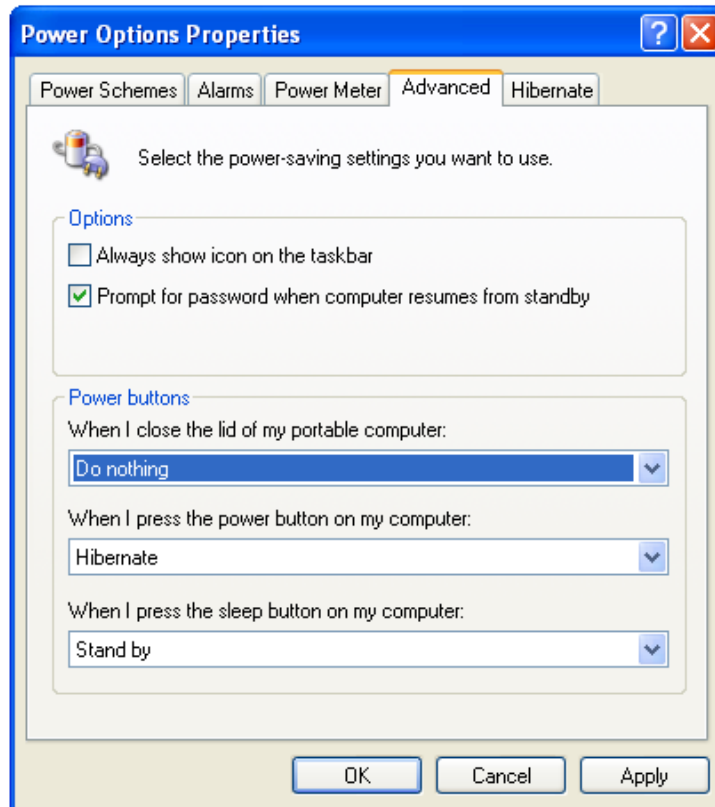 Power Options Properties
Power Schemes Alarms Power Meter Advanced Hibernate
Select the power-saving settings you want to use.
Options
Always show icon on the taskbar
Prompt for password when computer resumes from standby
Power buttons
When I close the lid of my portable computer:
Do nothing
When I press the power button on my computer:
Hibernate
When I press the sleep button on my computer:
Stand by
OK Cancel Apply